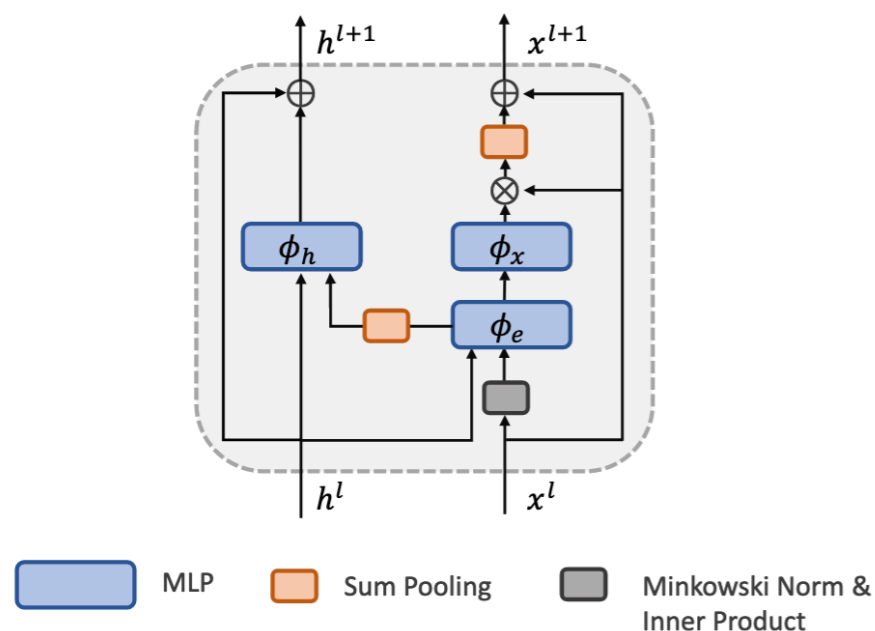 h^{l+1} x^{l+1}
ϕ_h ϕ_x
ϕ_e
h^l x^l
MLP
Sum Pooling
Minkowski Norm &
Inner Product